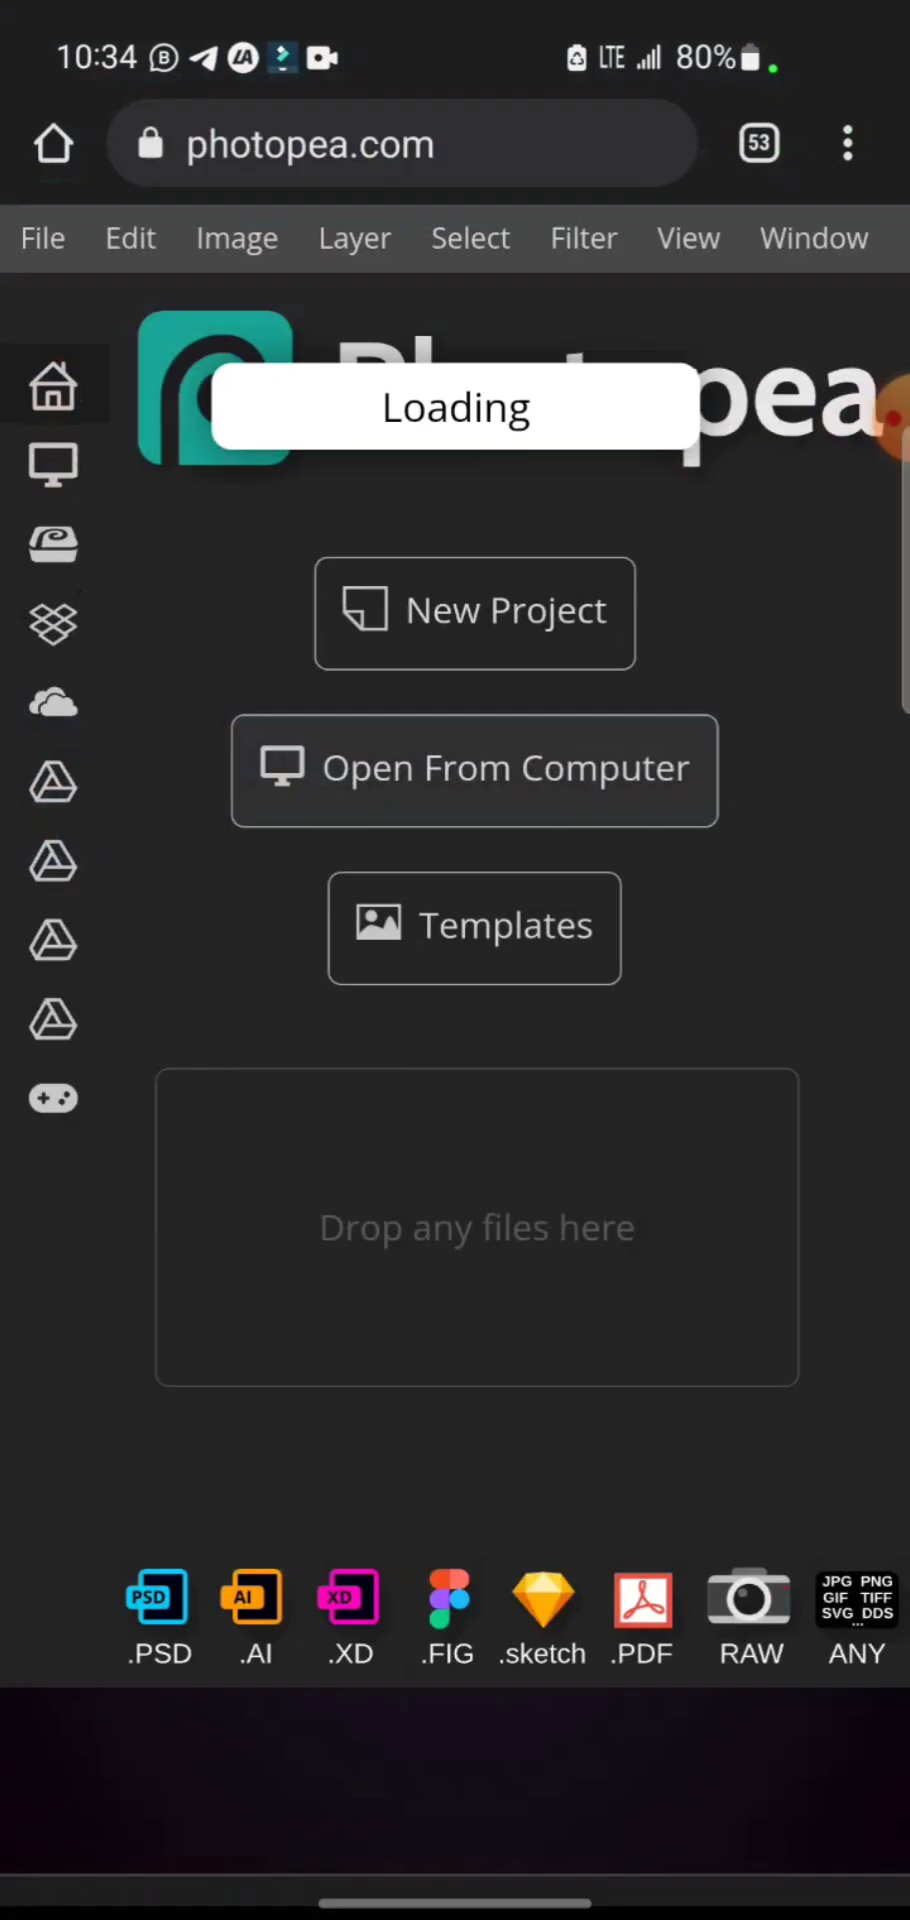 10:34 LTE 80%
photopea.com
53
File Edit Image Layer Select Filter View Window
Loading
New Project
Open From Computer
Templates
Drop any files here
PSD AI XD JPG PNG
GIF TIFF
SVG DDS
...
.PSD .AI .XD .FIG .sketch .PDF RAW ANY